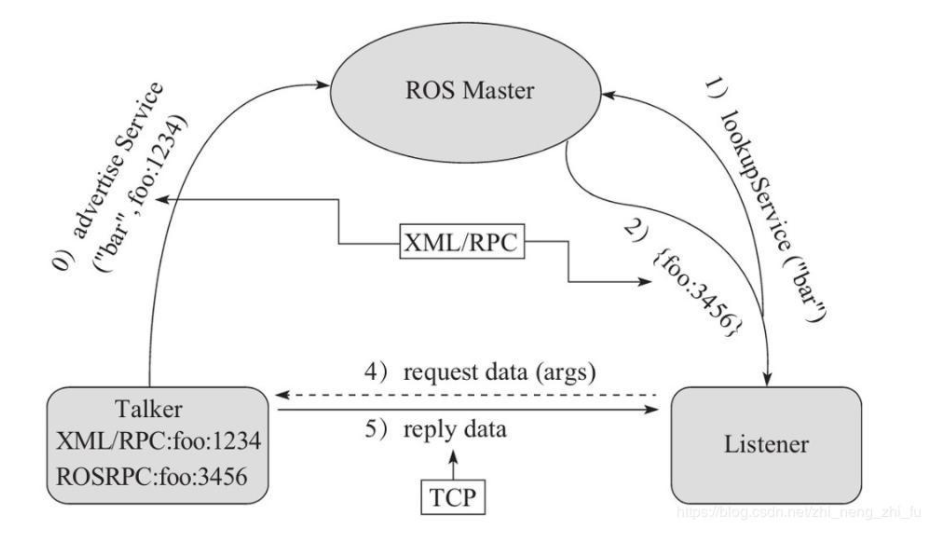 ROS Master
0) advertise Service
("bar",foo:1234)
1) lookupService ("bar")
2) {foo:3456}
XML/RPC
4) request data (args)
5) reply data
TCP
Talker
XML/RPC:foo:1234
ROSRPC:foo:3456
Listener
https://blog.csdn.net/zhi_neng_zhi_fu